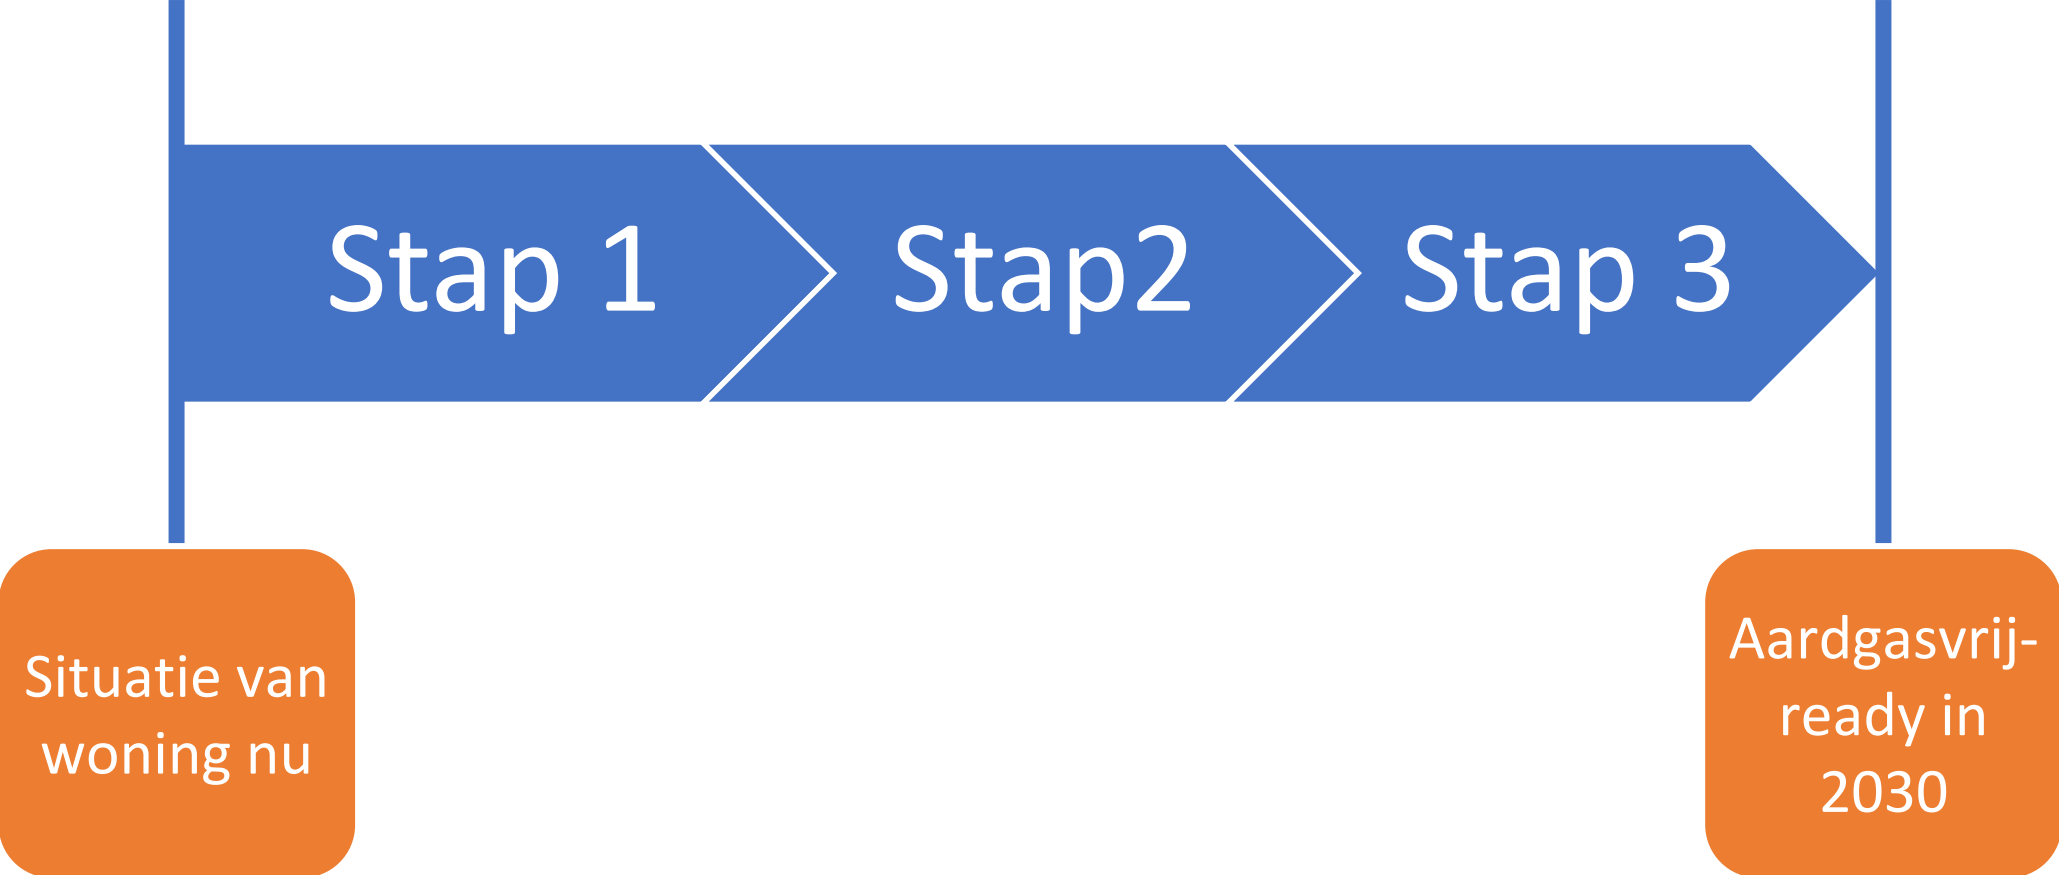 Stap 1
Stap2
Stap 3
Situatie van
woning nu
Aardgasvrij-
ready in
2030